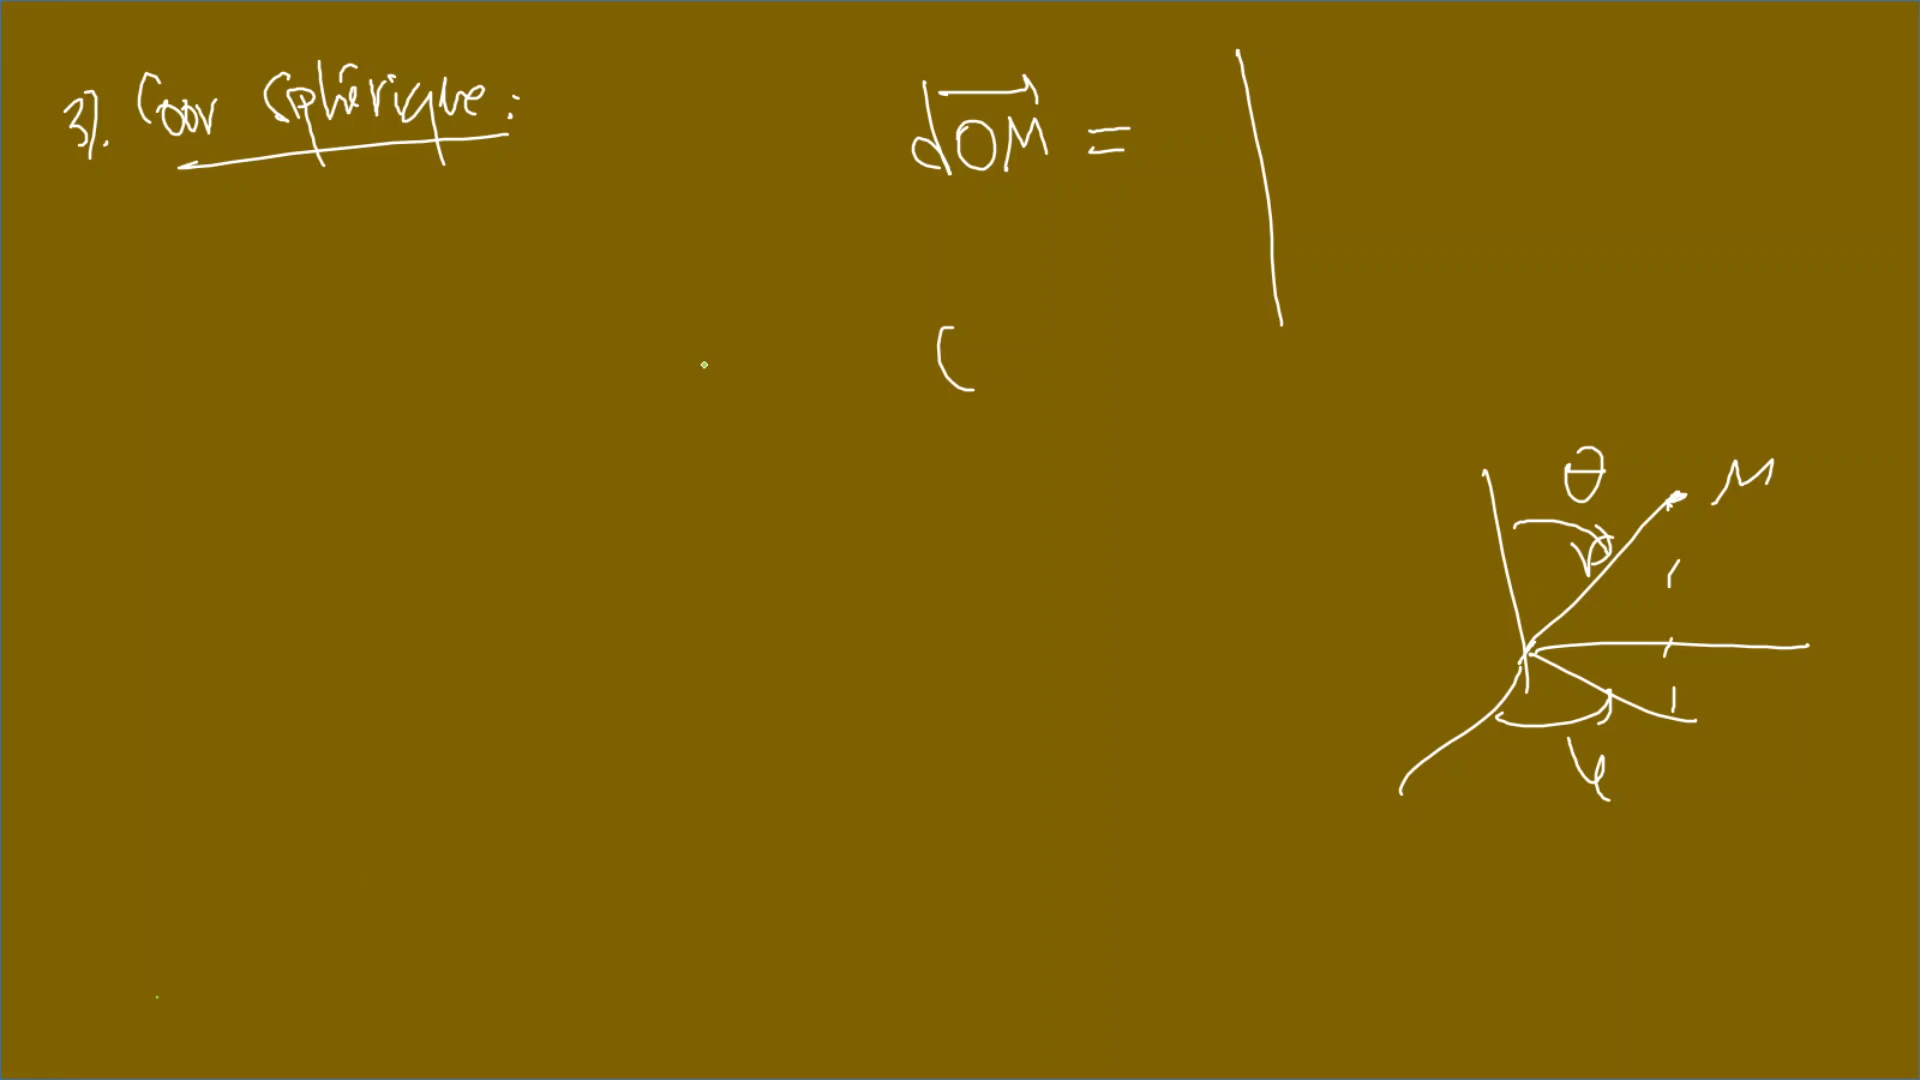 3). Coor Sphérique :
dOM =
(
θ
M
φ